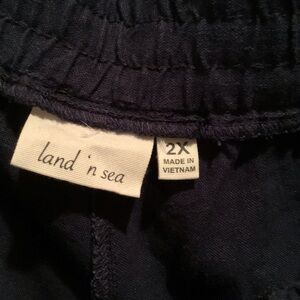 land 'n sea
2X
MADE IN
VIETNAM